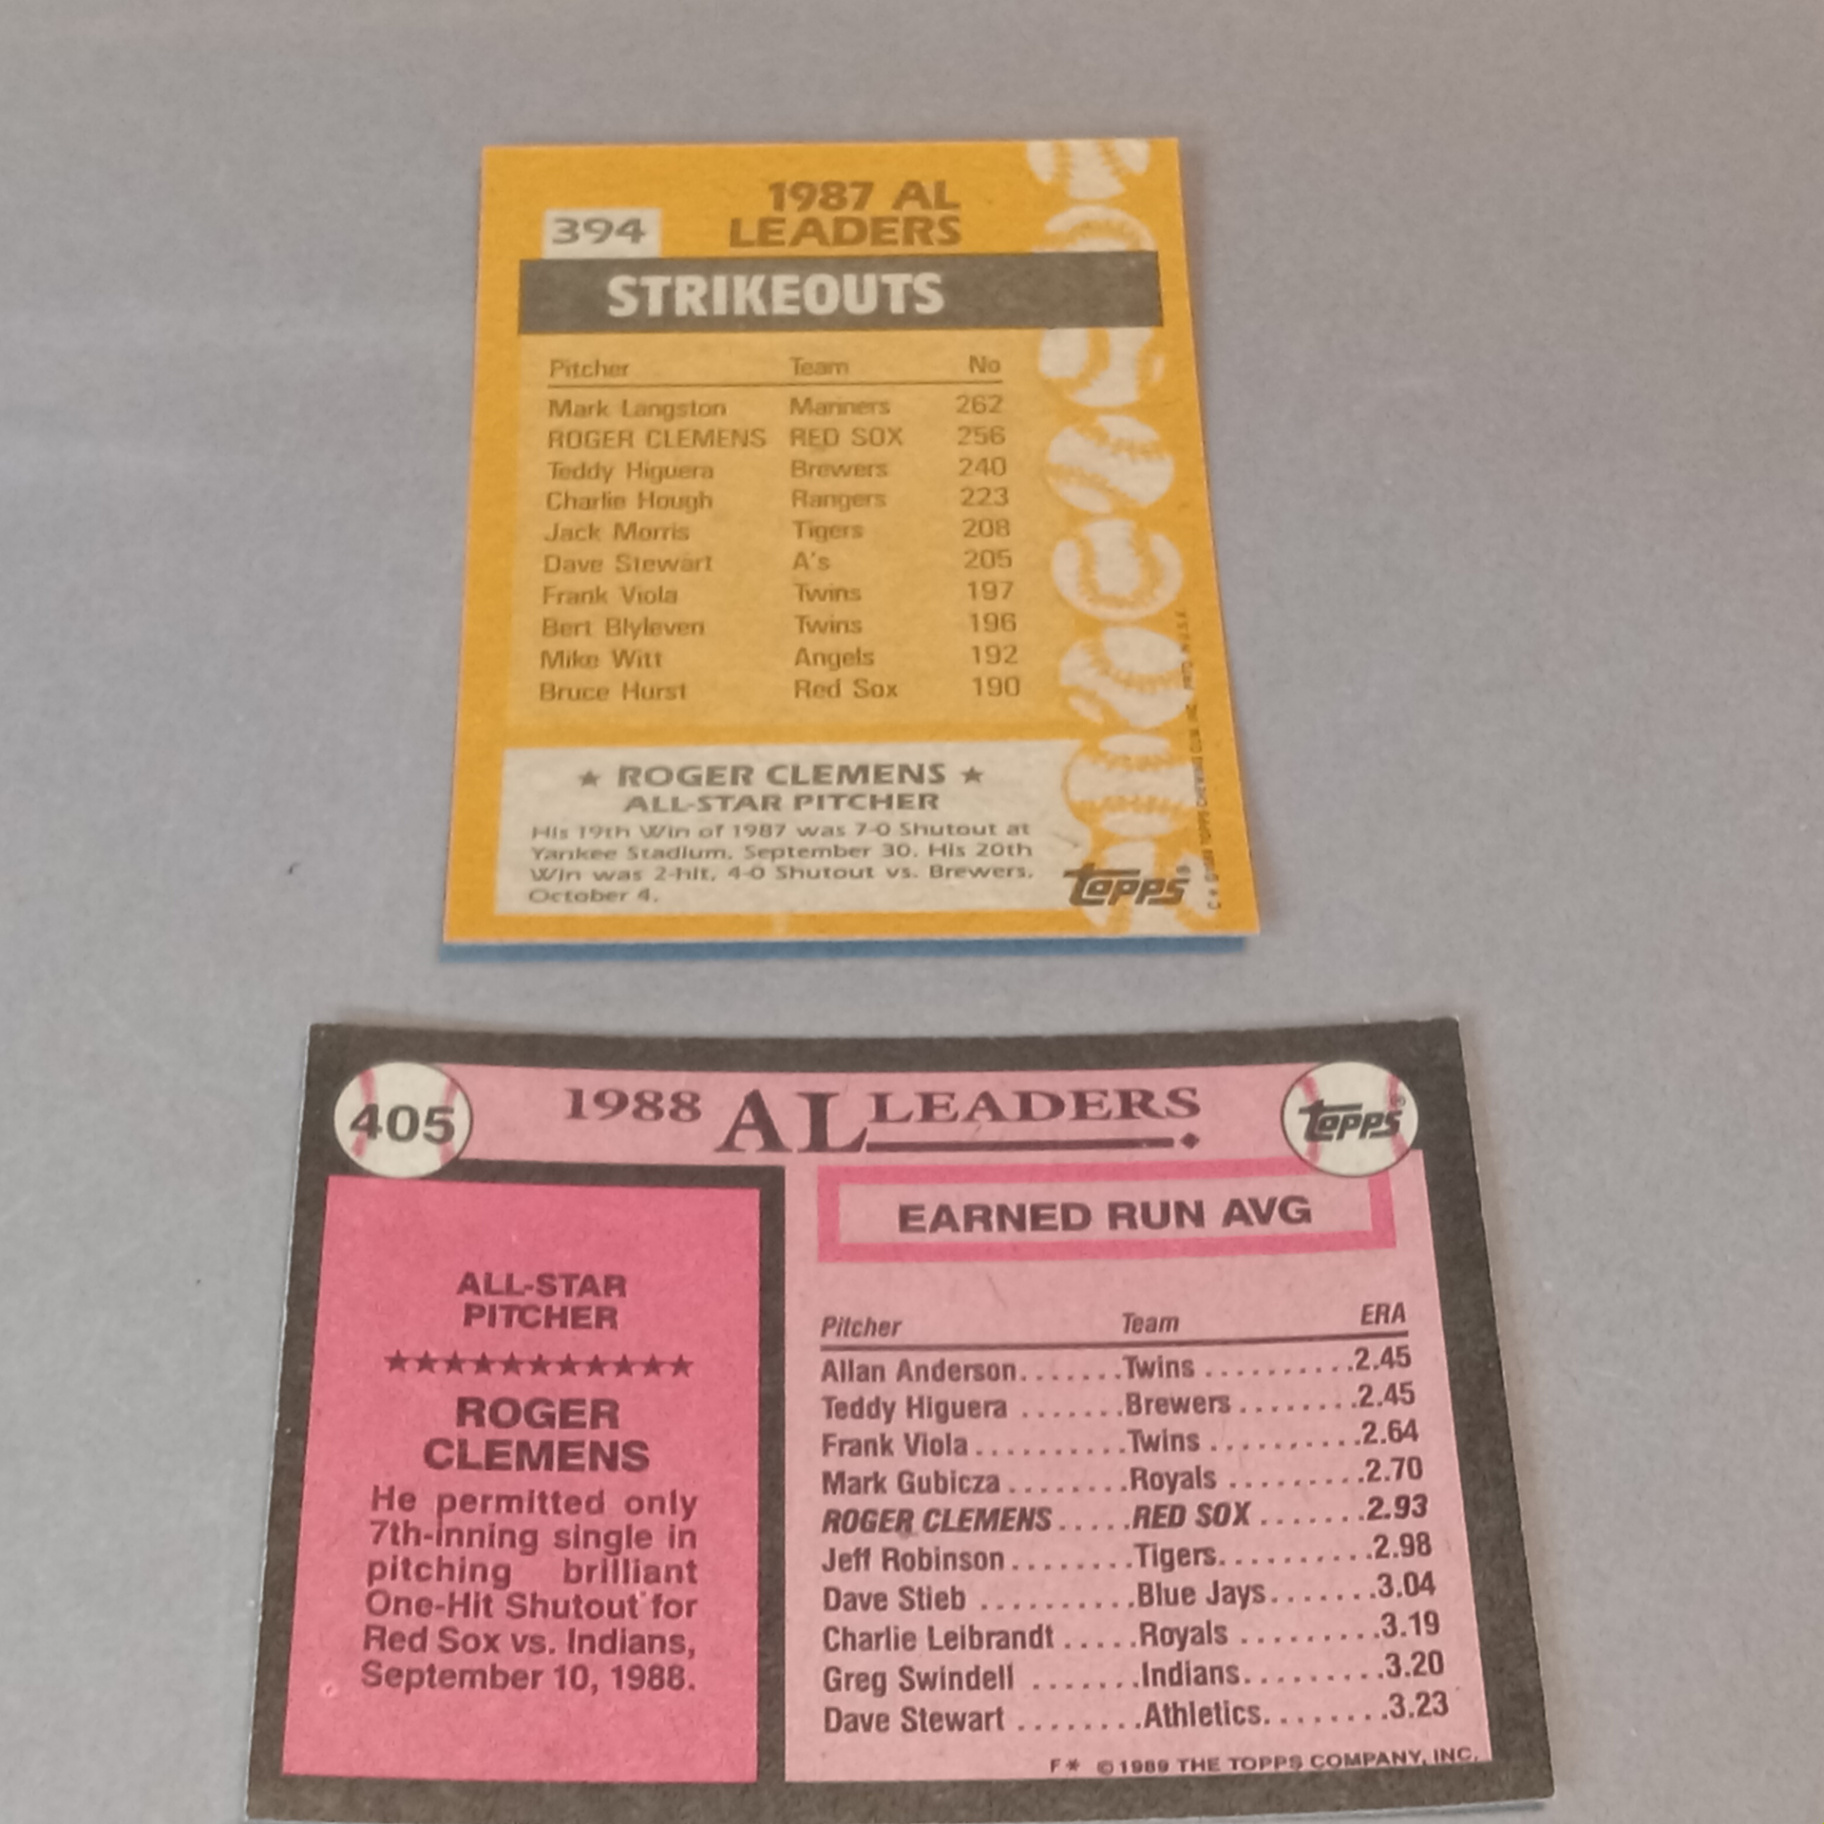 1987 AL
LEADERS
394
STRIKEOUTS
Pitcher Team No
Mark Langston Mariners 262
ROGER CLEMENS RED SOX 256
Teddy Higuera Brewers 240
Charlie Hough Rangers 223
Jack Morris Tigers 208
Dave Stewart A's 205
Frank Viola Twins 197
Bert Blyleven Twins 196
Mike Witt Angels 192
Bruce Hurst Red Sox 190
★ ROGER CLEMENS ★
ALL-STAR PITCHER
His 19th Win of 1987 was 7-0 Shutout at
Yankee Stadium, September 30. His 20th
Win was 2-hit, 4-0 Shutout vs. Brewers,
October 4.
topps®
TOPPS CHEWING GUM, INC. PRTD. IN U.S.A.
405
1988 AL LEADERS
topps®
ALL-STAR
PITCHER
★★★★★★★★★★★
ROGER
CLEMENS
He permitted only
7th-inning single in
pitching brilliant
One-Hit Shutout for
Red Sox vs. Indians,
September 10, 1988.
EARNED RUN AVG
Pitcher Team ERA
Allan Anderson.......Twins ..........2.45
Teddy Higuera .......Brewers ........2.45
Frank Viola..........Twins ..........2.64
Mark Gubicza ........Royals .........2.70
ROGER CLEMENS .....RED SOX .......2.93
Jeff Robinson........Tigers..........2.98
Dave Stieb ..........Blue Jays.......3.04
Charlie Leibrandt .....Royals .........3.19
Greg Swindell .......Indians.........3.20
Dave Stewart ........Athletics........3.23
F* © 1989 THE TOPPS COMPANY, INC.